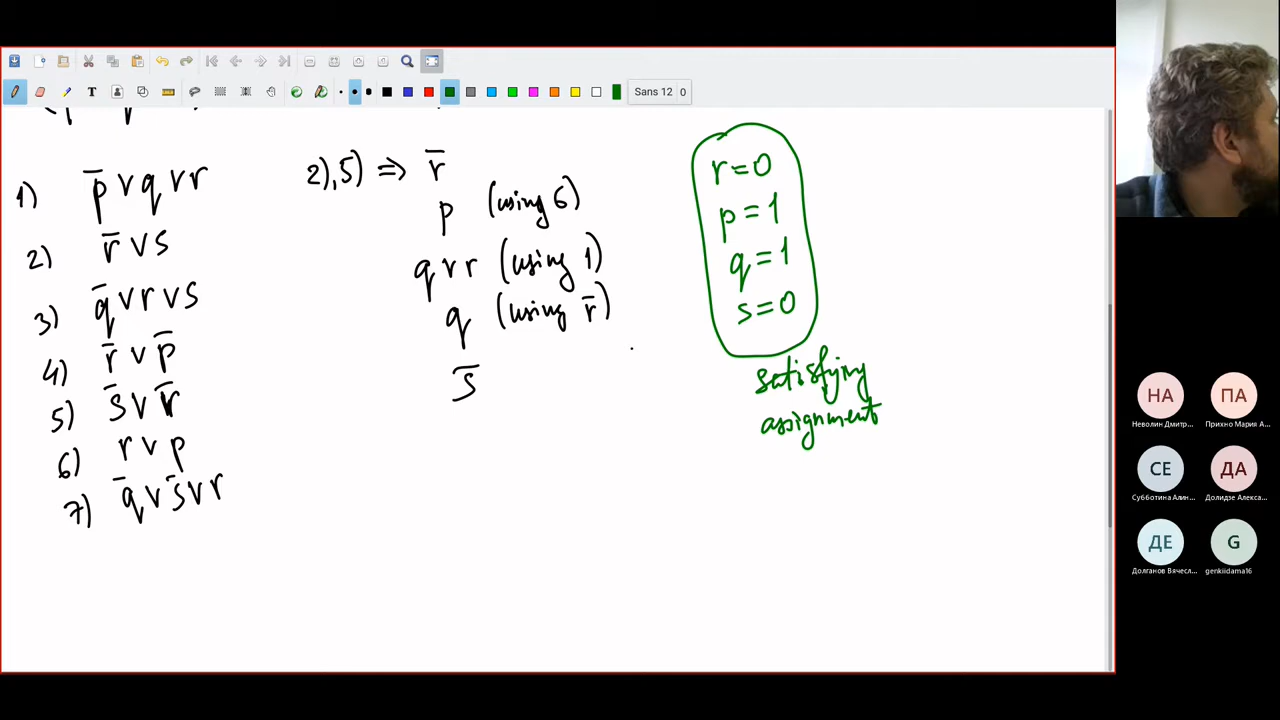 Sans 12 0
1) p̅ ∨ q ∨ r
2) r̅ ∨ s
3) q̅ ∨ r ∨ s
4) r̅ ∨ p̅
5) s̅ ∨ r̅
6) r ∨ p
7) q̅ ∨ s̅ ∨ r
2),5) ⇒ r̅
p (using 6)
q ∨ r (using 1)
q (using r̅)
s̅
r = 0
p = 1
q = 1
s = 0
satisfying
assignment
НА
ПА
Неволин Дмитр...
Прихно Мария А...
СЕ
ДА
Субботина Алин...
Долидзе Алекса...
ДЕ
G
Долганов Вячесл...
genkiidama16